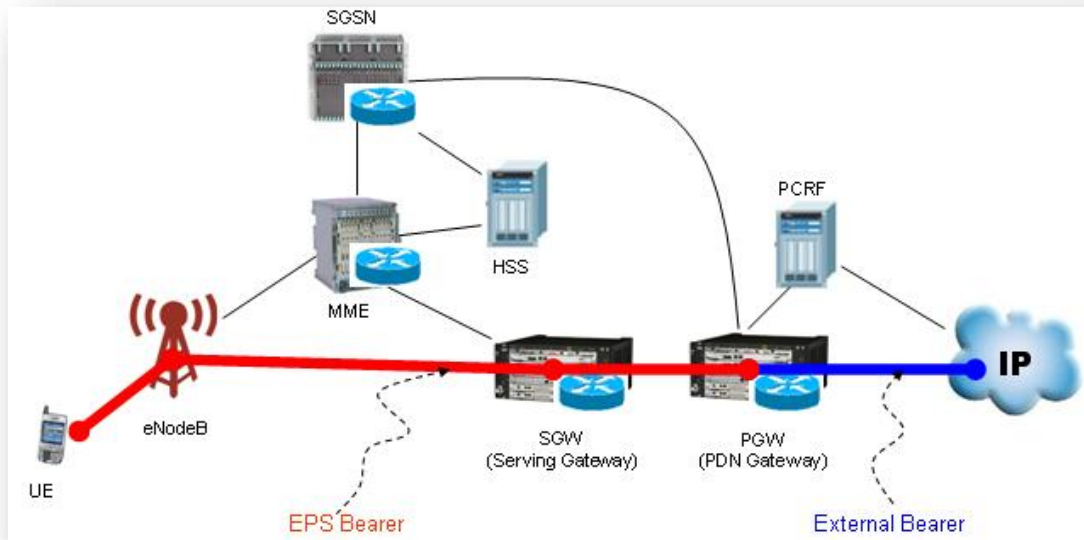 SGSN
PCRF
HSS
MME
IP
eNodeB
SGW
(Serving Gateway)
PGW
(PDN Gateway)
UE
EPS Bearer
External Bearer